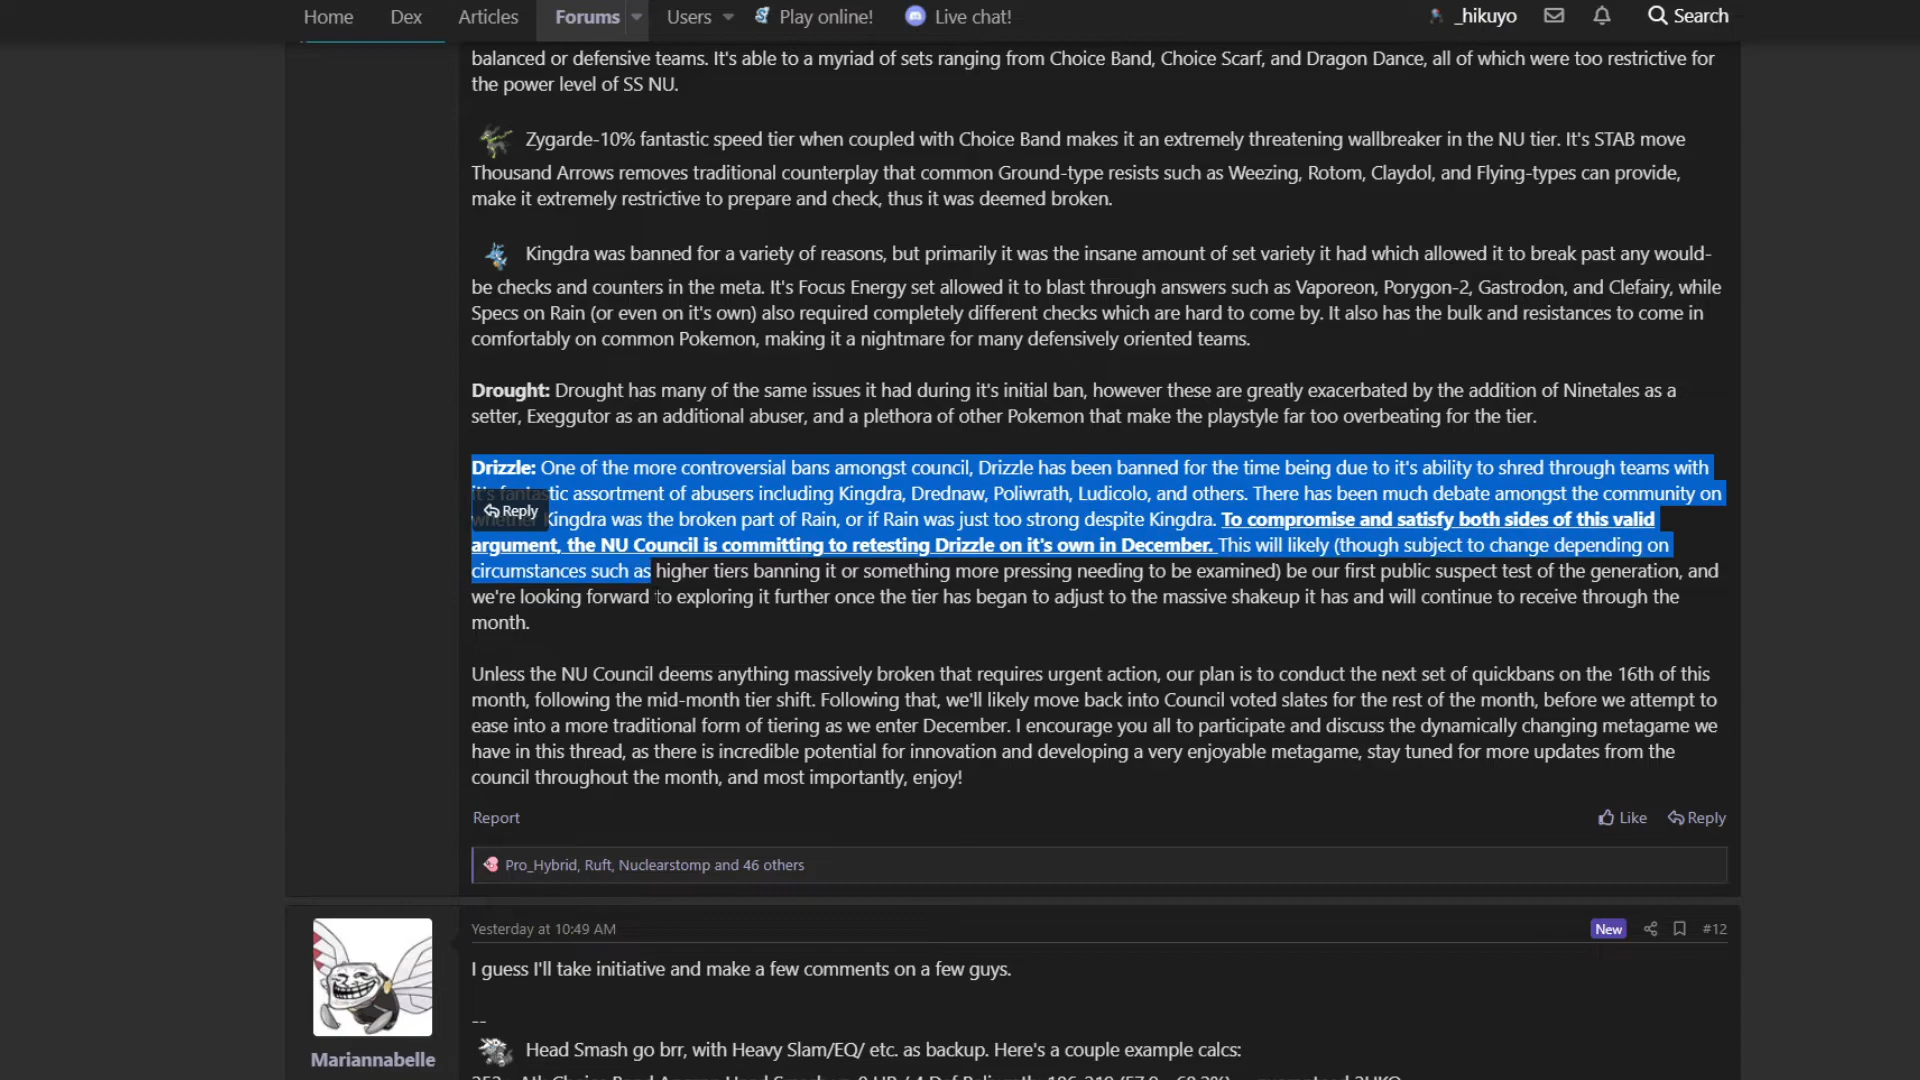 Home Dex Articles Forums Users Play online! Live chat! _hikuyo Search
balanced or defensive teams. It's able to a myriad of sets ranging from Choice Band, Choice Scarf, and Dragon Dance, all of which were too restrictive for
the power level of SS NU.
Zygarde-10% fantastic speed tier when coupled with Choice Band makes it an extremely threatening wallbreaker in the NU tier. It's STAB move
Thousand Arrows removes traditional counterplay that common Ground-type resists such as Weezing, Rotom, Claydol, and Flying-types can provide,
make it extremely restrictive to prepare and check, thus it was deemed broken.
Kingdra was banned for a variety of reasons, but primarily it was the insane amount of set variety it had which allowed it to break past any would-
be checks and counters in the meta. It's Focus Energy set allowed it to blast through answers such as Vaporeon, Porygon-2, Gastrodon, and Clefairy, while
Specs on Rain (or even on it's own) also required completely different checks which are hard to come by. It also has the bulk and resistances to come in
comfortably on common Pokemon, making it a nightmare for many defensively oriented teams.
Drought: Drought has many of the same issues it had during it's initial ban, however these are greatly exacerbated by the addition of Ninetales as a
setter, Exeggutor as an additional abuser, and a plethora of other Pokemon that make the playstyle far too overbeating for the tier.
Drizzle: One of the more controversial bans amongst council, Drizzle has been banned for the time being due to it's ability to shred through teams with
it's fantastic assortment of abusers including Kingdra, Drednaw, Poliwrath, Ludicolo, and others. There has been much debate amongst the community on
Reply
whether Kingdra was the broken part of Rain, or if Rain was just too strong despite Kingdra. To compromise and satisfy both sides of this valid
argument, the NU Council is committing to retesting Drizzle on it's own in December. This will likely (though subject to change depending on
circumstances such as higher tiers banning it or something more pressing needing to be examined) be our first public suspect test of the generation, and
we're looking forward to exploring it further once the tier has began to adjust to the massive shakeup it has and will continue to receive through the
month.
Unless the NU Council deems anything massively broken that requires urgent action, our plan is to conduct the next set of quickbans on the 16th of this
month, following the mid-month tier shift. Following that, we'll likely move back into Council voted slates for the rest of the month, before we attempt to
ease into a more traditional form of tiering as we enter December. I encourage you all to participate and discuss the dynamically changing metagame we
have in this thread, as there is incredible potential for innovation and developing a very enjoyable metagame, stay tuned for more updates from the
council throughout the month, and most importantly, enjoy!
Report Like Reply
Pro_Hybrid, Ruft, Nuclearstomp and 46 others
Yesterday at 10:49 AM New #12
I guess I'll take initiative and make a few comments on a few guys.
--
Mariannabelle
Head Smash go brr, with Heavy Slam/EQ/ etc. as backup. Here's a couple example calcs: